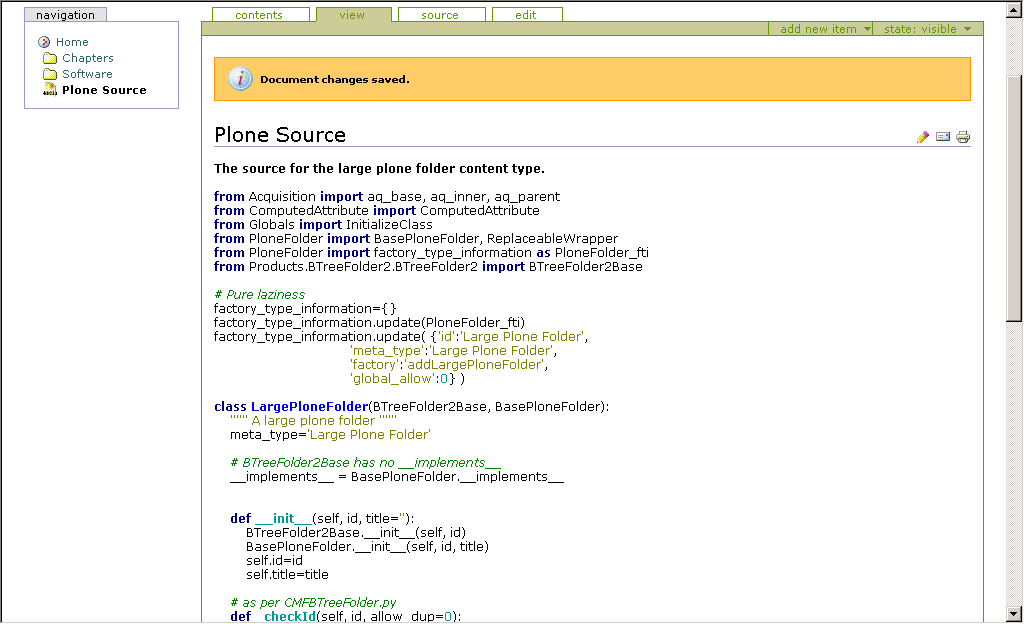 navigation
Home
Chapters
Software
Plone Source
contents view source edit
add new item state: visible
Document changes saved.
Plone Source
The source for the large plone folder content type.
from Acquisition import aq_base, aq_inner, aq_parent
from ComputedAttribute import ComputedAttribute
from Globals import InitializeClass
from PloneFolder import BasePloneFolder, ReplaceableWrapper
from PloneFolder import factory_type_information as PloneFolder_fti
from Products.BTreeFolder2.BTreeFolder2 import BTreeFolder2Base
# Pure laziness
factory_type_information={}
factory_type_information.update(PloneFolder_fti)
factory_type_information.update( {'id':'Large Plone Folder',
'meta_type':'Large Plone Folder',
'factory':'addLargePloneFolder',
'global_allow':0} )
class LargePloneFolder(BTreeFolder2Base, BasePloneFolder):
""" A large plone folder """
meta_type='Large Plone Folder'
# BTreeFolder2Base has no __implements__
__implements__ = BasePloneFolder.__implements__
def __init__(self, id, title=''):
BTreeFolder2Base.__init__(self, id)
BasePloneFolder.__init__(self, id, title)
self.id=id
self.title=title
# as per CMFBTreeFolder.py
def _checkId(self, id, allow_dup=0):